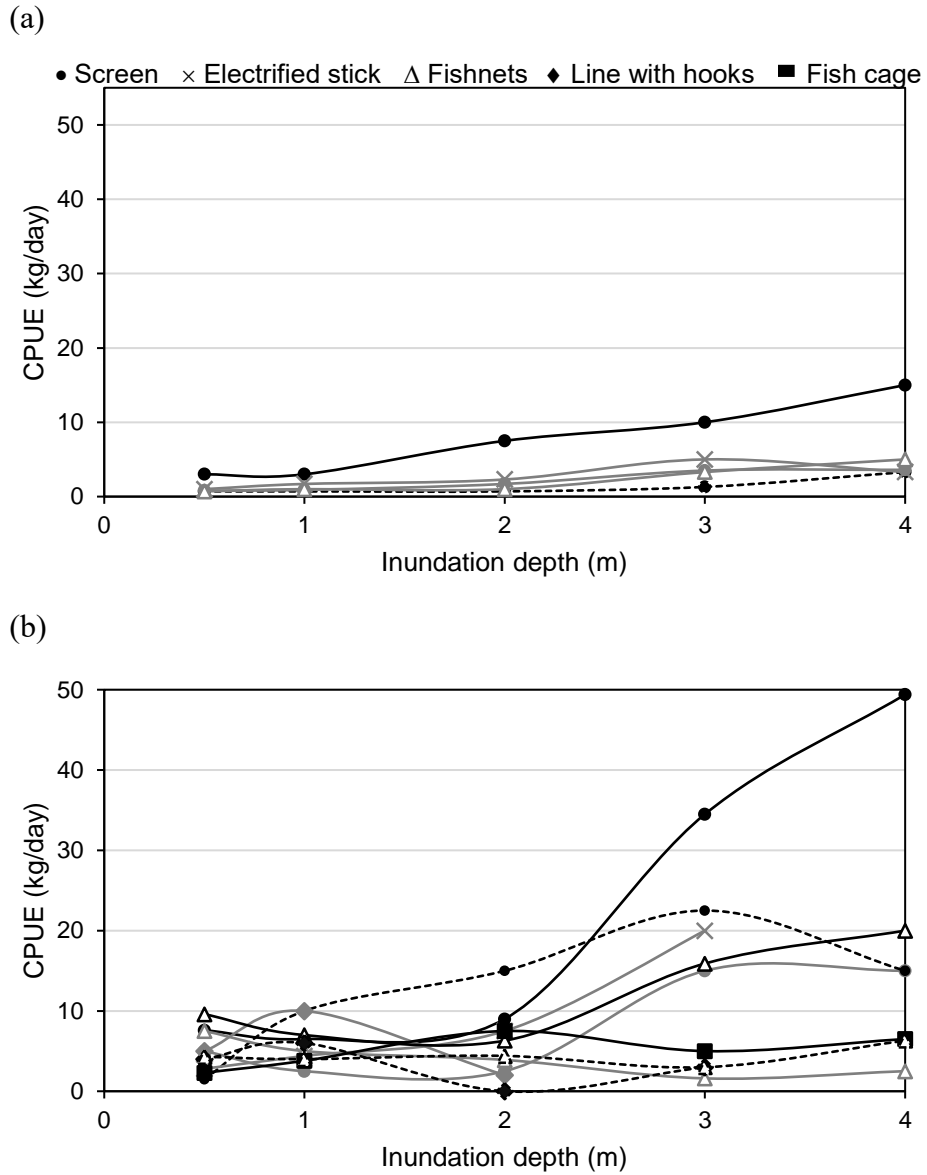 (a)
• Screen × Electrified stick Δ Fishnets ♦ Line with hooks ■ Fish cage
50
40
30
20
10
0
CPUE (kg/day)
0 1 2 3 4
Inundation depth (m)
(b)
50
40
30
20
10
0
CPUE (kg/day)
0 1 2 3 4
Inundation depth (m)